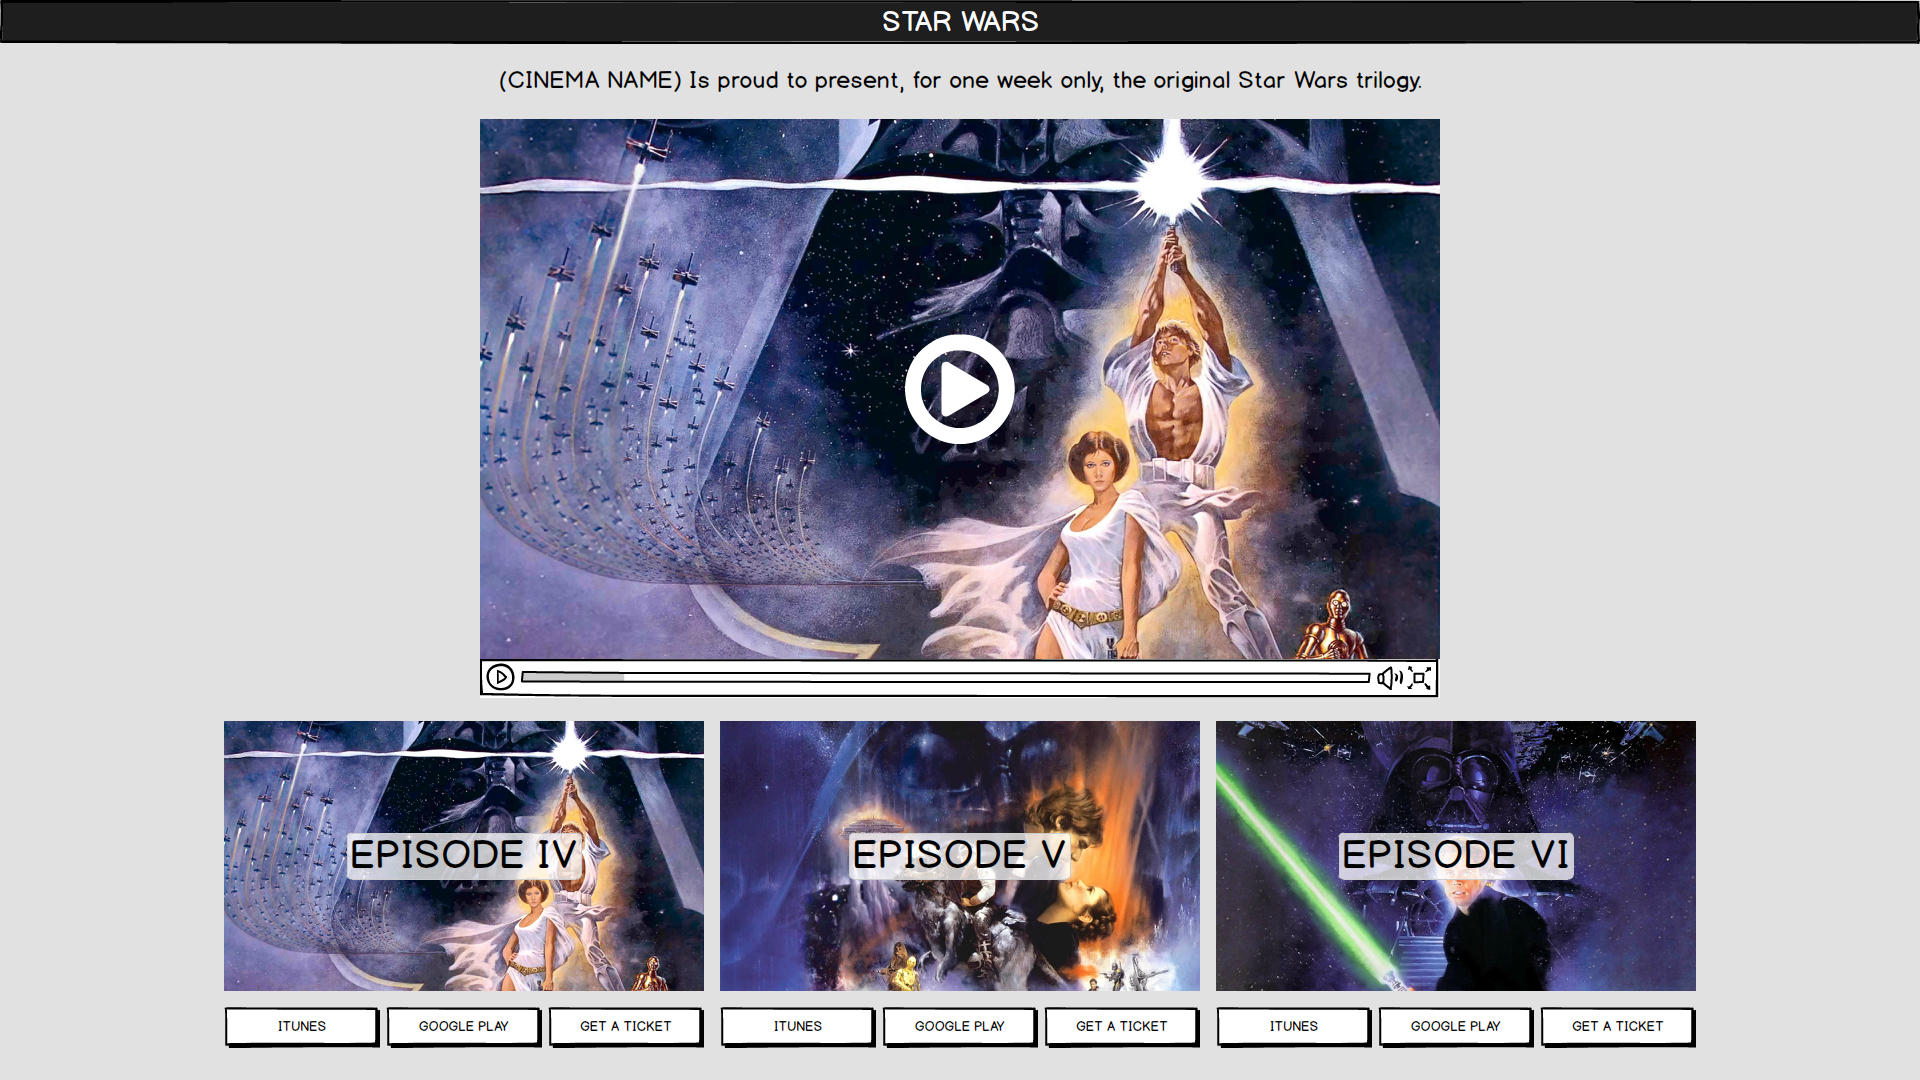 STAR WARS
(CINEMA NAME) Is proud to present, for one week only, the original Star Wars trilogy.
EPISODE IV
EPISODE V
EPISODE VI
ITUNES
GOOGLE PLAY
GET A TICKET
ITUNES
GOOGLE PLAY
GET A TICKET
ITUNES
GOOGLE PLAY
GET A TICKET